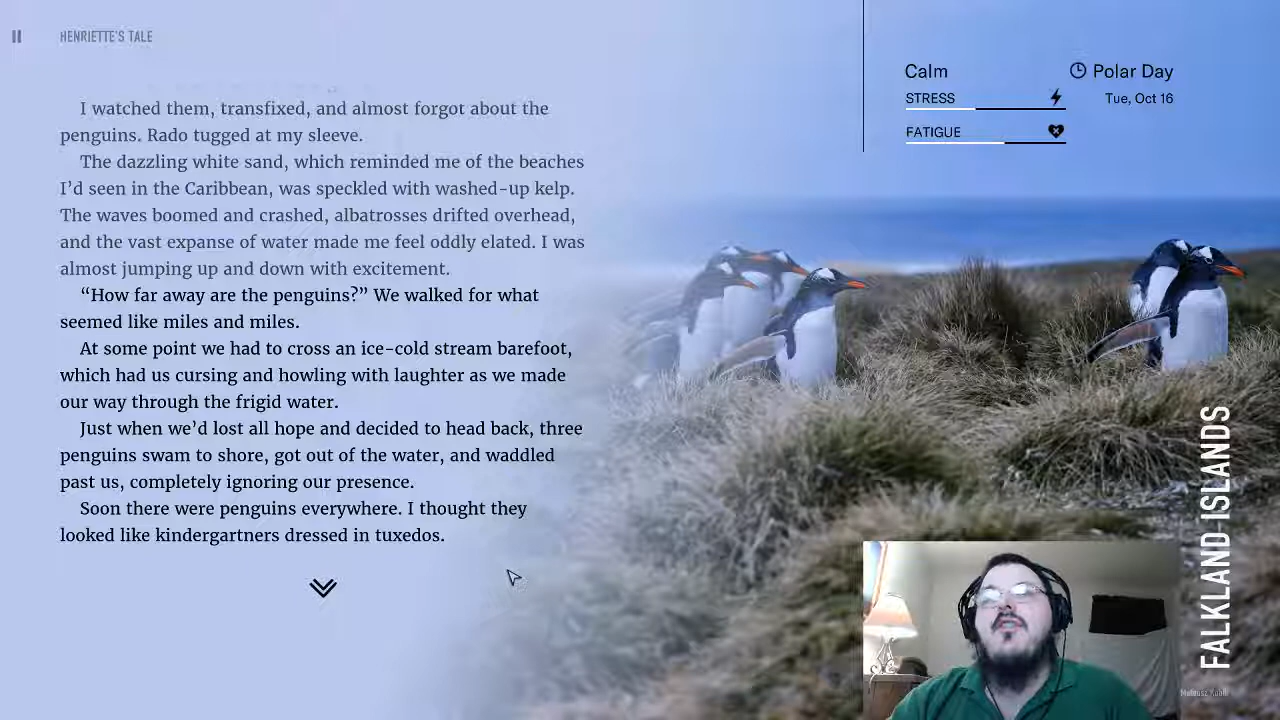 HENRIETTE'S TALE
I watched them, transfixed, and almost forgot about the
penguins. Rado tugged at my sleeve.
The dazzling white sand, which reminded me of the beaches
I'd seen in the Caribbean, was speckled with washed-up kelp.
The waves boomed and crashed, albatrosses drifted overhead,
and the vast expanse of water made me feel oddly elated. I was
almost jumping up and down with excitement.
“How far away are the penguins?” We walked for what
seemed like miles and miles.
At some point we had to cross an ice-cold stream barefoot,
which had us cursing and howling with laughter as we made
our way through the frigid water.
Just when we'd lost all hope and decided to head back, three
penguins swam to shore, got out of the water, and waddled
past us, completely ignoring our presence.
Soon there were penguins everywhere. I thought they
looked like kindergartners dressed in tuxedos.
Calm
Polar Day
STRESS
Tue, Oct 16
FATIGUE
FALKLAND ISLANDS
Mateusz